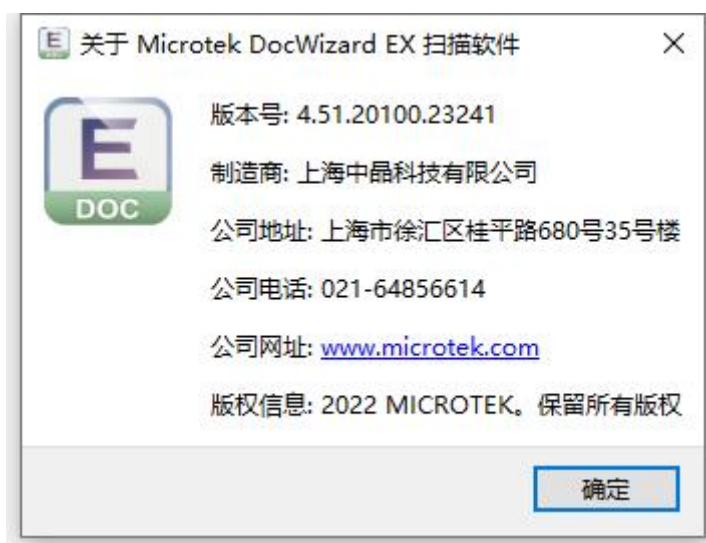 关于 Microtek DocWizard EX 扫描软件
E
DOC
版本号: 4.51.20100.23241
制造商: 上海中晶科技有限公司
公司地址: 上海市徐汇区桂平路680号35号楼
公司电话: 021-64856614
公司网址: www.microtek.com
版权信息: 2022 MICROTEK。保留所有版权
确定